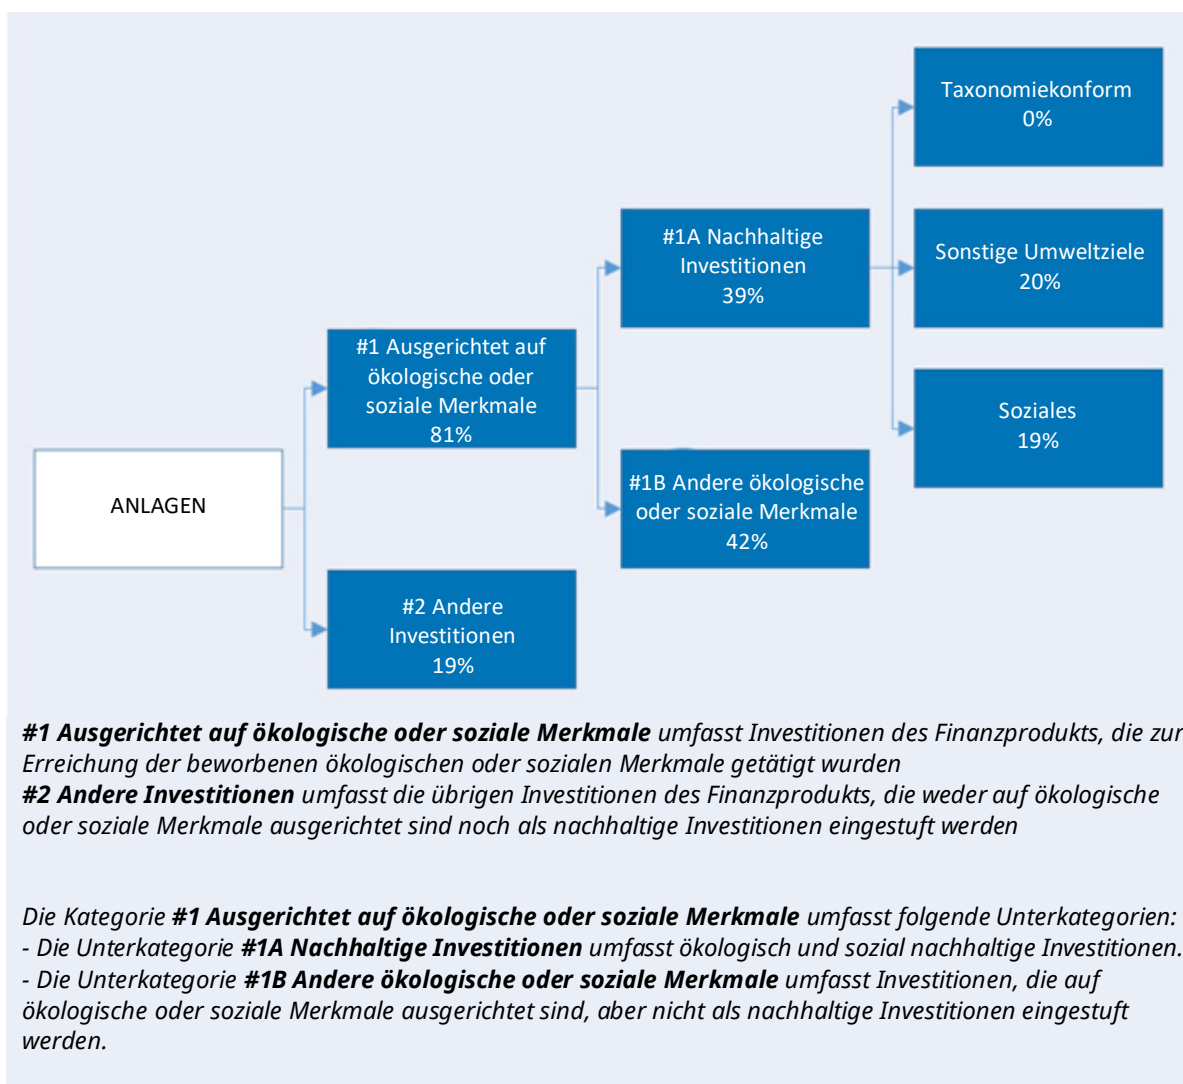 Taxonomiekonform
0%
#1A Nachhaltige
Investitionen
39%
Sonstige Umweltziele
20%
#1 Ausgerichtet auf
ökologische oder
soziale Merkmale
81%
Soziales
19%
ANLAGEN
#1B Andere ökologische
oder soziale Merkmale
42%
#2 Andere
Investitionen
19%
#1 Ausgerichtet auf ökologische oder soziale Merkmale umfasst Investitionen des Finanzprodukts, die zur
Erreichung der beworbenen ökologischen oder sozialen Merkmale getätigt wurden
#2 Andere Investitionen umfasst die übrigen Investitionen des Finanzprodukts, die weder auf ökologische
oder soziale Merkmale ausgerichtet sind noch als nachhaltige Investitionen eingestuft werden
Die Kategorie #1 Ausgerichtet auf ökologische oder soziale Merkmale umfasst folgende Unterkategorien:
- Die Unterkategorie #1A Nachhaltige Investitionen umfasst ökologisch und sozial nachhaltige Investitionen.
- Die Unterkategorie #1B Andere ökologische oder soziale Merkmale umfasst Investitionen, die auf
ökologische oder soziale Merkmale ausgerichtet sind, aber nicht als nachhaltige Investitionen eingestuft
werden.